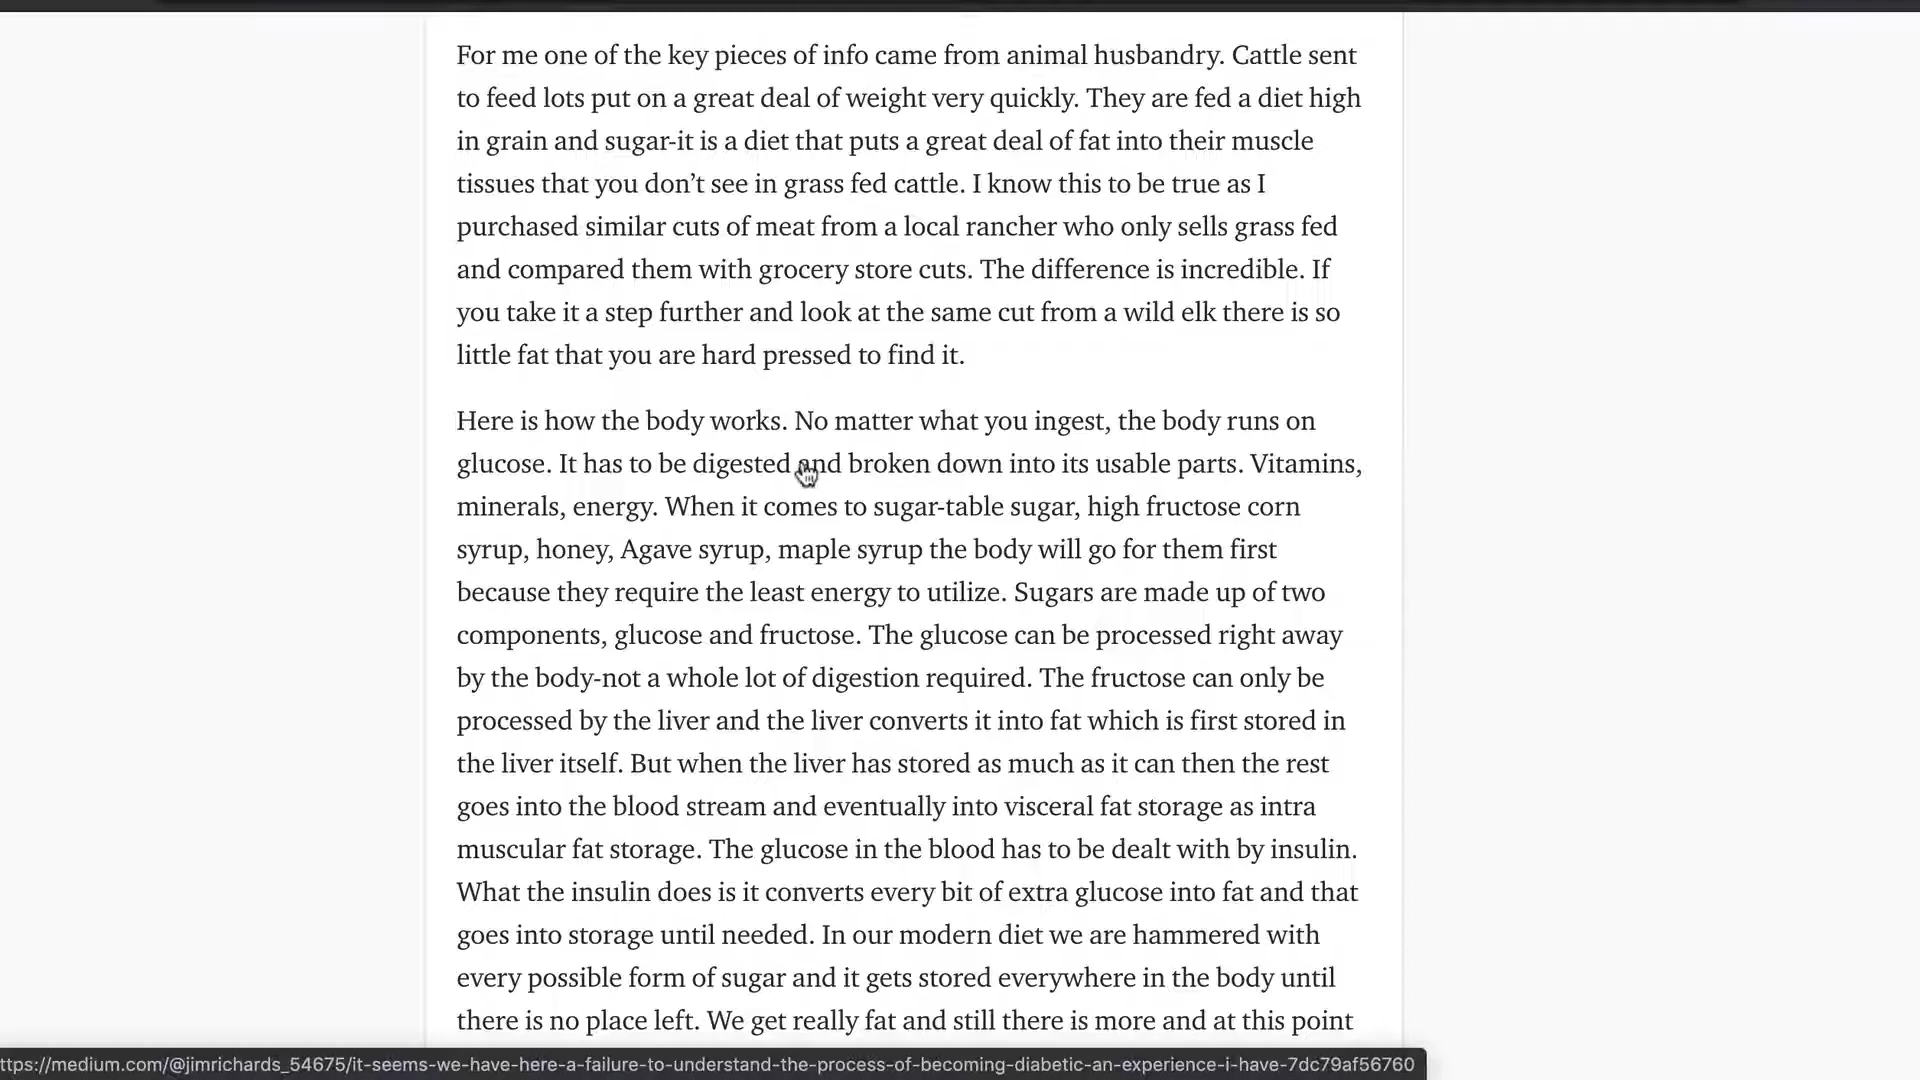 For me one of the key pieces of info came from animal husbandry. Cattle sent
to feed lots put on a great deal of weight very quickly. They are fed a diet high
in grain and sugar-it is a diet that puts a great deal of fat into their muscle
tissues that you don’t see in grass fed cattle. I know this to be true as I
purchased similar cuts of meat from a local rancher who only sells grass fed
and compared them with grocery store cuts. The difference is incredible. If
you take it a step further and look at the same cut from a wild elk there is so
little fat that you are hard pressed to find it.
Here is how the body works. No matter what you ingest, the body runs on
glucose. It has to be digested and broken down into its usable parts. Vitamins,
minerals, energy. When it comes to sugar-table sugar, high fructose corn
syrup, honey, Agave syrup, maple syrup the body will go for them first
because they require the least energy to utilize. Sugars are made up of two
components, glucose and fructose. The glucose can be processed right away
by the body-not a whole lot of digestion required. The fructose can only be
processed by the liver and the liver converts it into fat which is first stored in
the liver itself. But when the liver has stored as much as it can then the rest
goes into the blood stream and eventually into visceral fat storage as intra
muscular fat storage. The glucose in the blood has to be dealt with by insulin.
What the insulin does is it converts every bit of extra glucose into fat and that
goes into storage until needed. In our modern diet we are hammered with
every possible form of sugar and it gets stored everywhere in the body until
there is no place left. We get really fat and still there is more and at this point
ttps://medium.com/@jimrichards_54675/it-seems-we-have-here-a-failure-to-understand-the-process-of-becoming-diabetic-an-experience-i-have-7dc79af56760